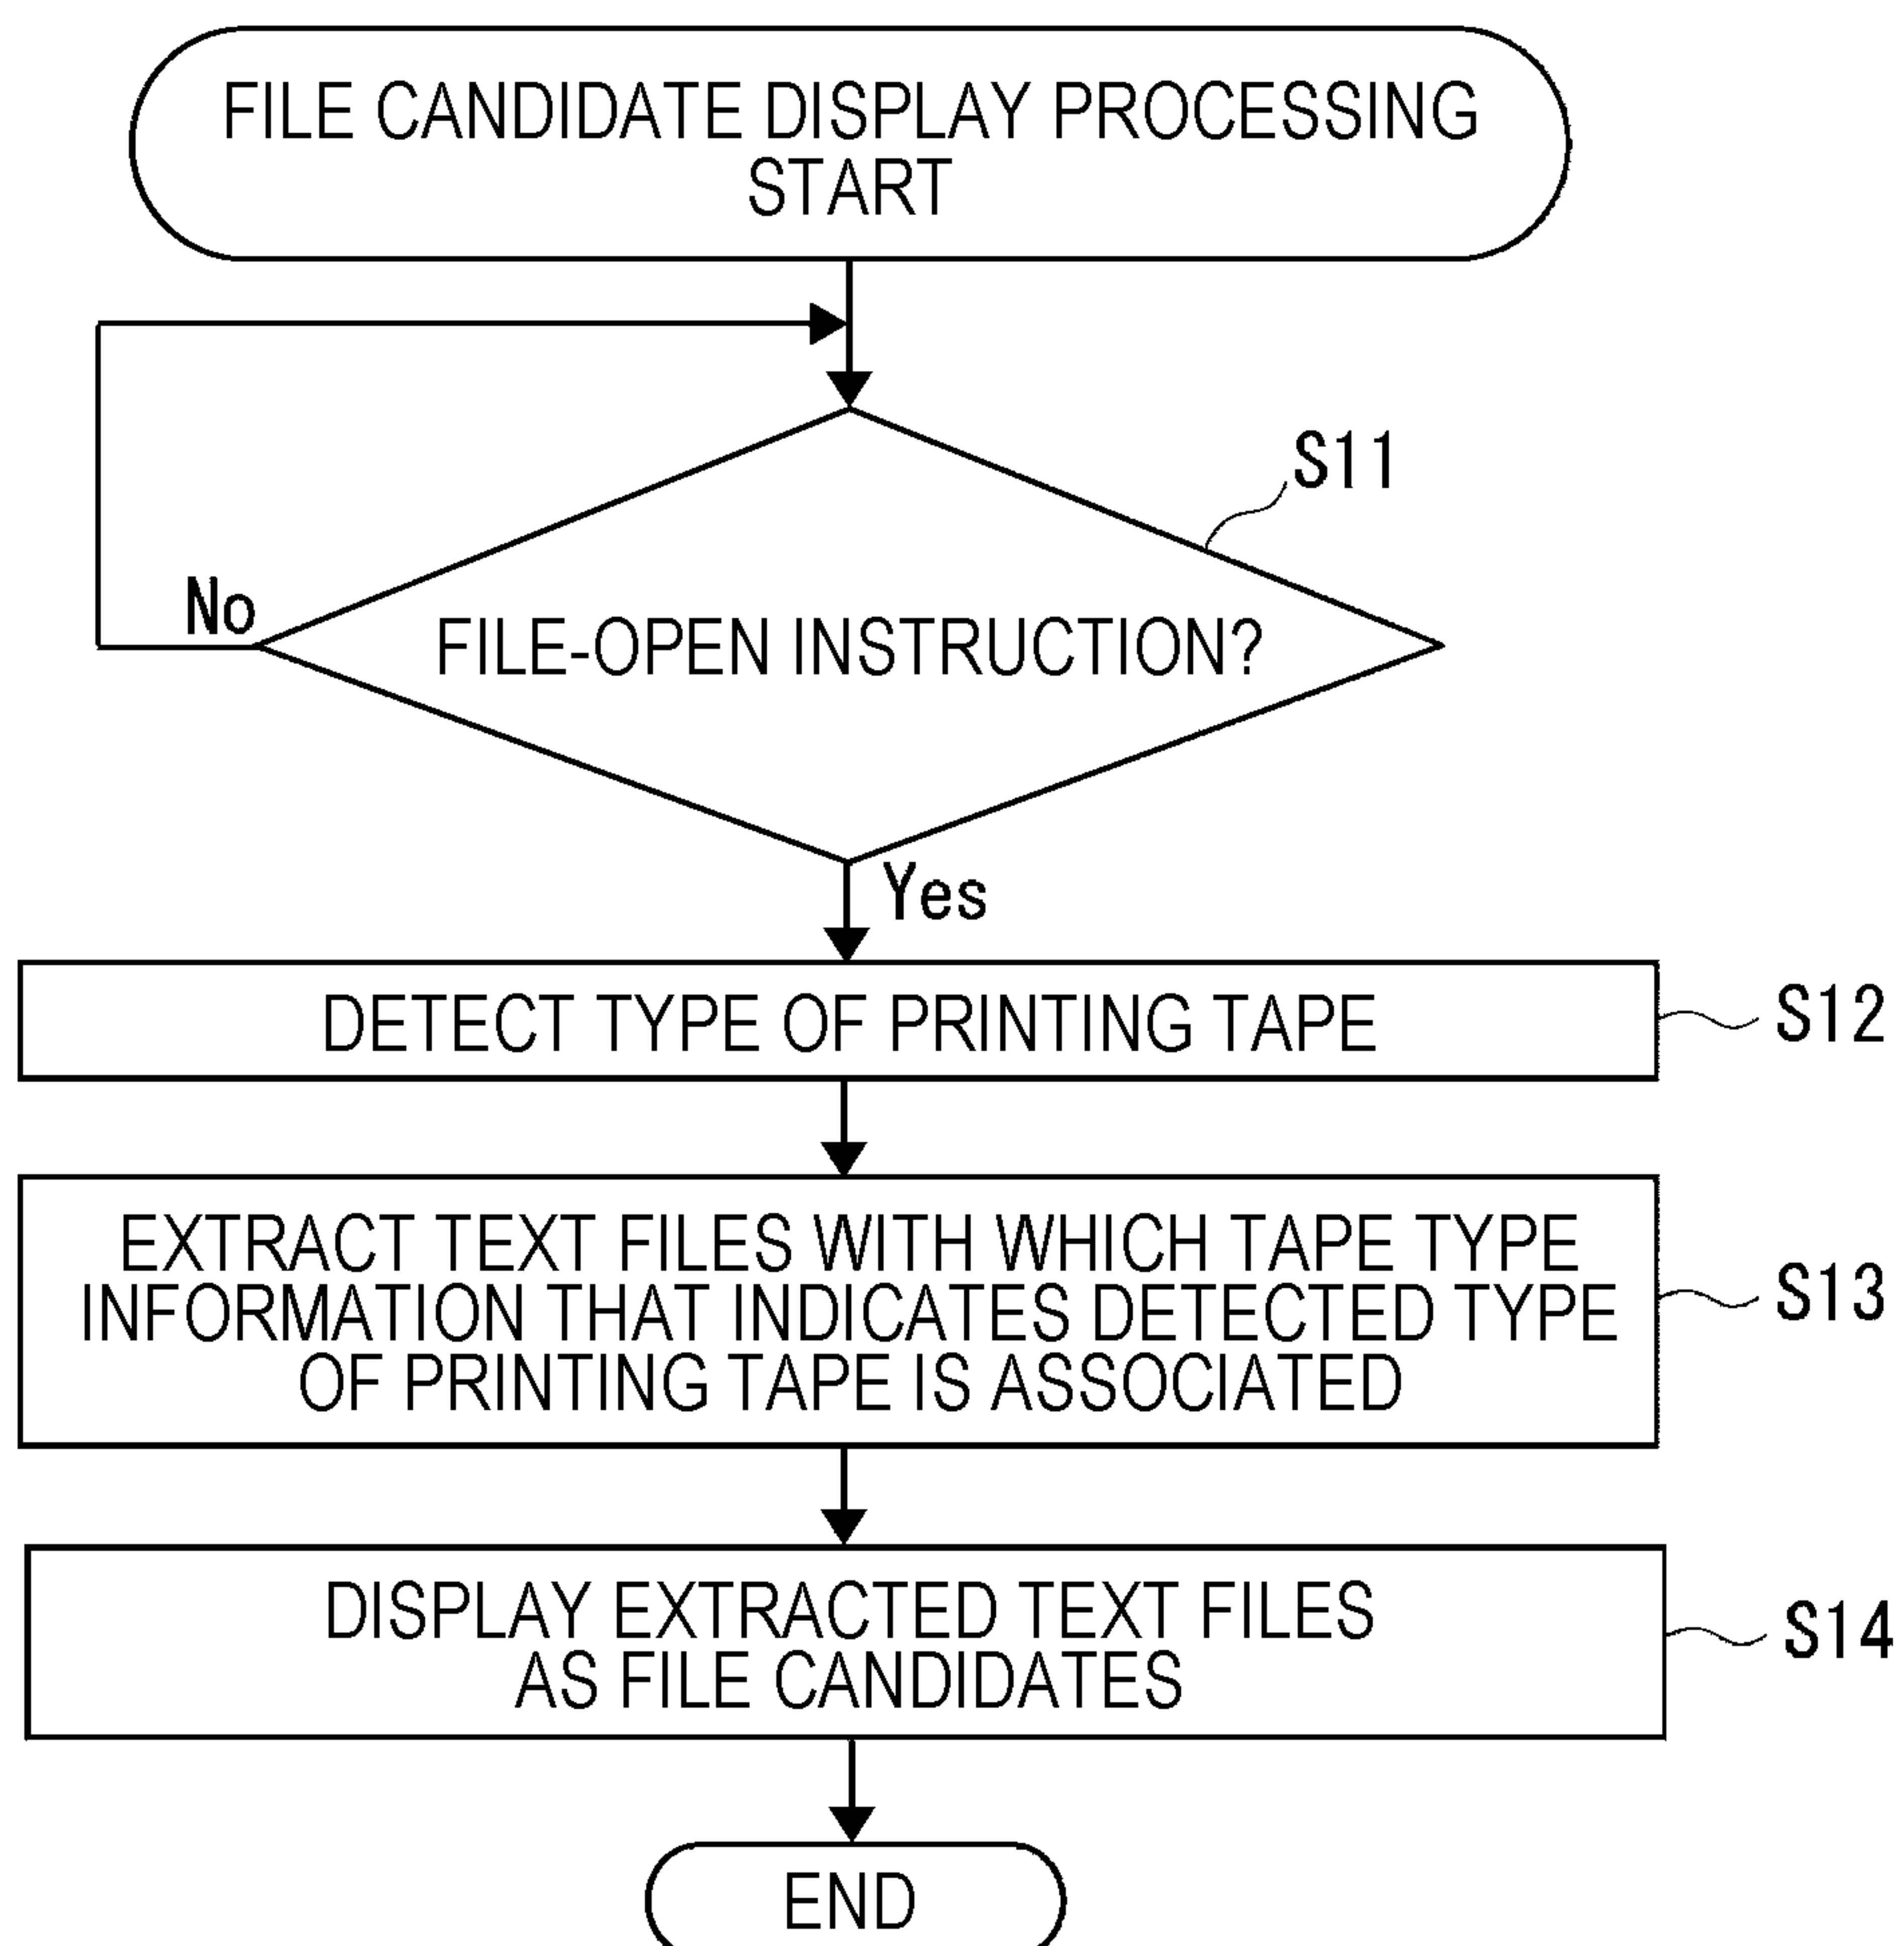 FILE CANDIDATE DISPLAY PROCESSING
START
S11
No
FILE-OPEN INSTRUCTION?
Yes
DETECT TYPE OF PRINTING TAPE
S12
EXTRACT TEXT FILES WITH WHICH TAPE TYPE
INFORMATION THAT INDICATES DETECTED TYPE
OF PRINTING TAPE IS ASSOCIATED
S13
DISPLAY EXTRACTED TEXT FILES
AS FILE CANDIDATES
S14
END